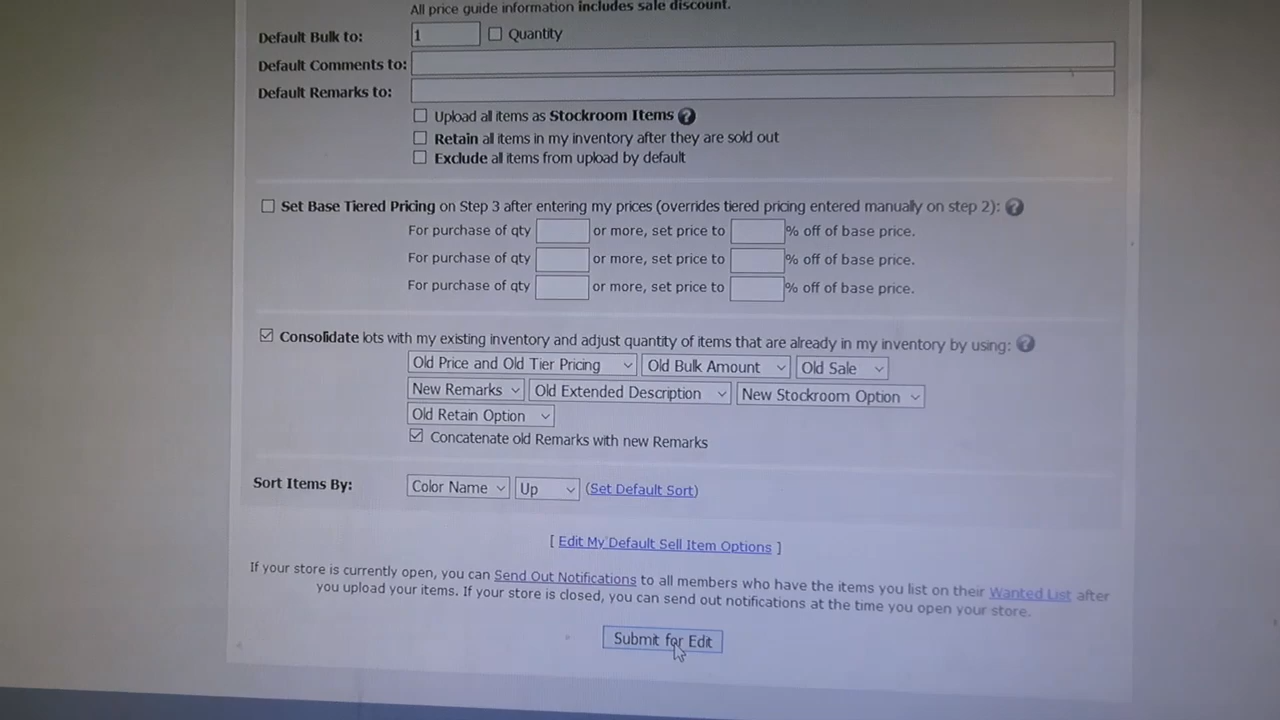 All price guide information includes sale discount.
Default Bulk to: 1 Quantity
Default Comments to:
Default Remarks to:
Upload all items as Stockroom Items ?
Retain all items in my inventory after they are sold out
Exclude all items from upload by default
Set Base Tiered Pricing on Step 3 after entering my prices (overrides tiered pricing entered manually on step 2): ?
For purchase of qty or more, set price to % off of base price.
For purchase of qty or more, set price to % off of base price.
For purchase of qty or more, set price to % off of base price.
Consolidate lots with my existing inventory and adjust quantity of items that are already in my inventory by using: ?
Old Price and Old Tier Pricing Old Bulk Amount Old Sale
New Remarks Old Extended Description New Stockroom Option
Old Retain Option
Concatenate old Remarks with new Remarks
Sort Items By: Color Name Up (Set Default Sort)
[ Edit My Default Sell Item Options ]
If your store is currently open, you can Send Out Notifications to all members who have the items you list on their Wanted List after
you upload your items. If your store is closed, you can send out notifications at the time you open your store.
Submit for Edit